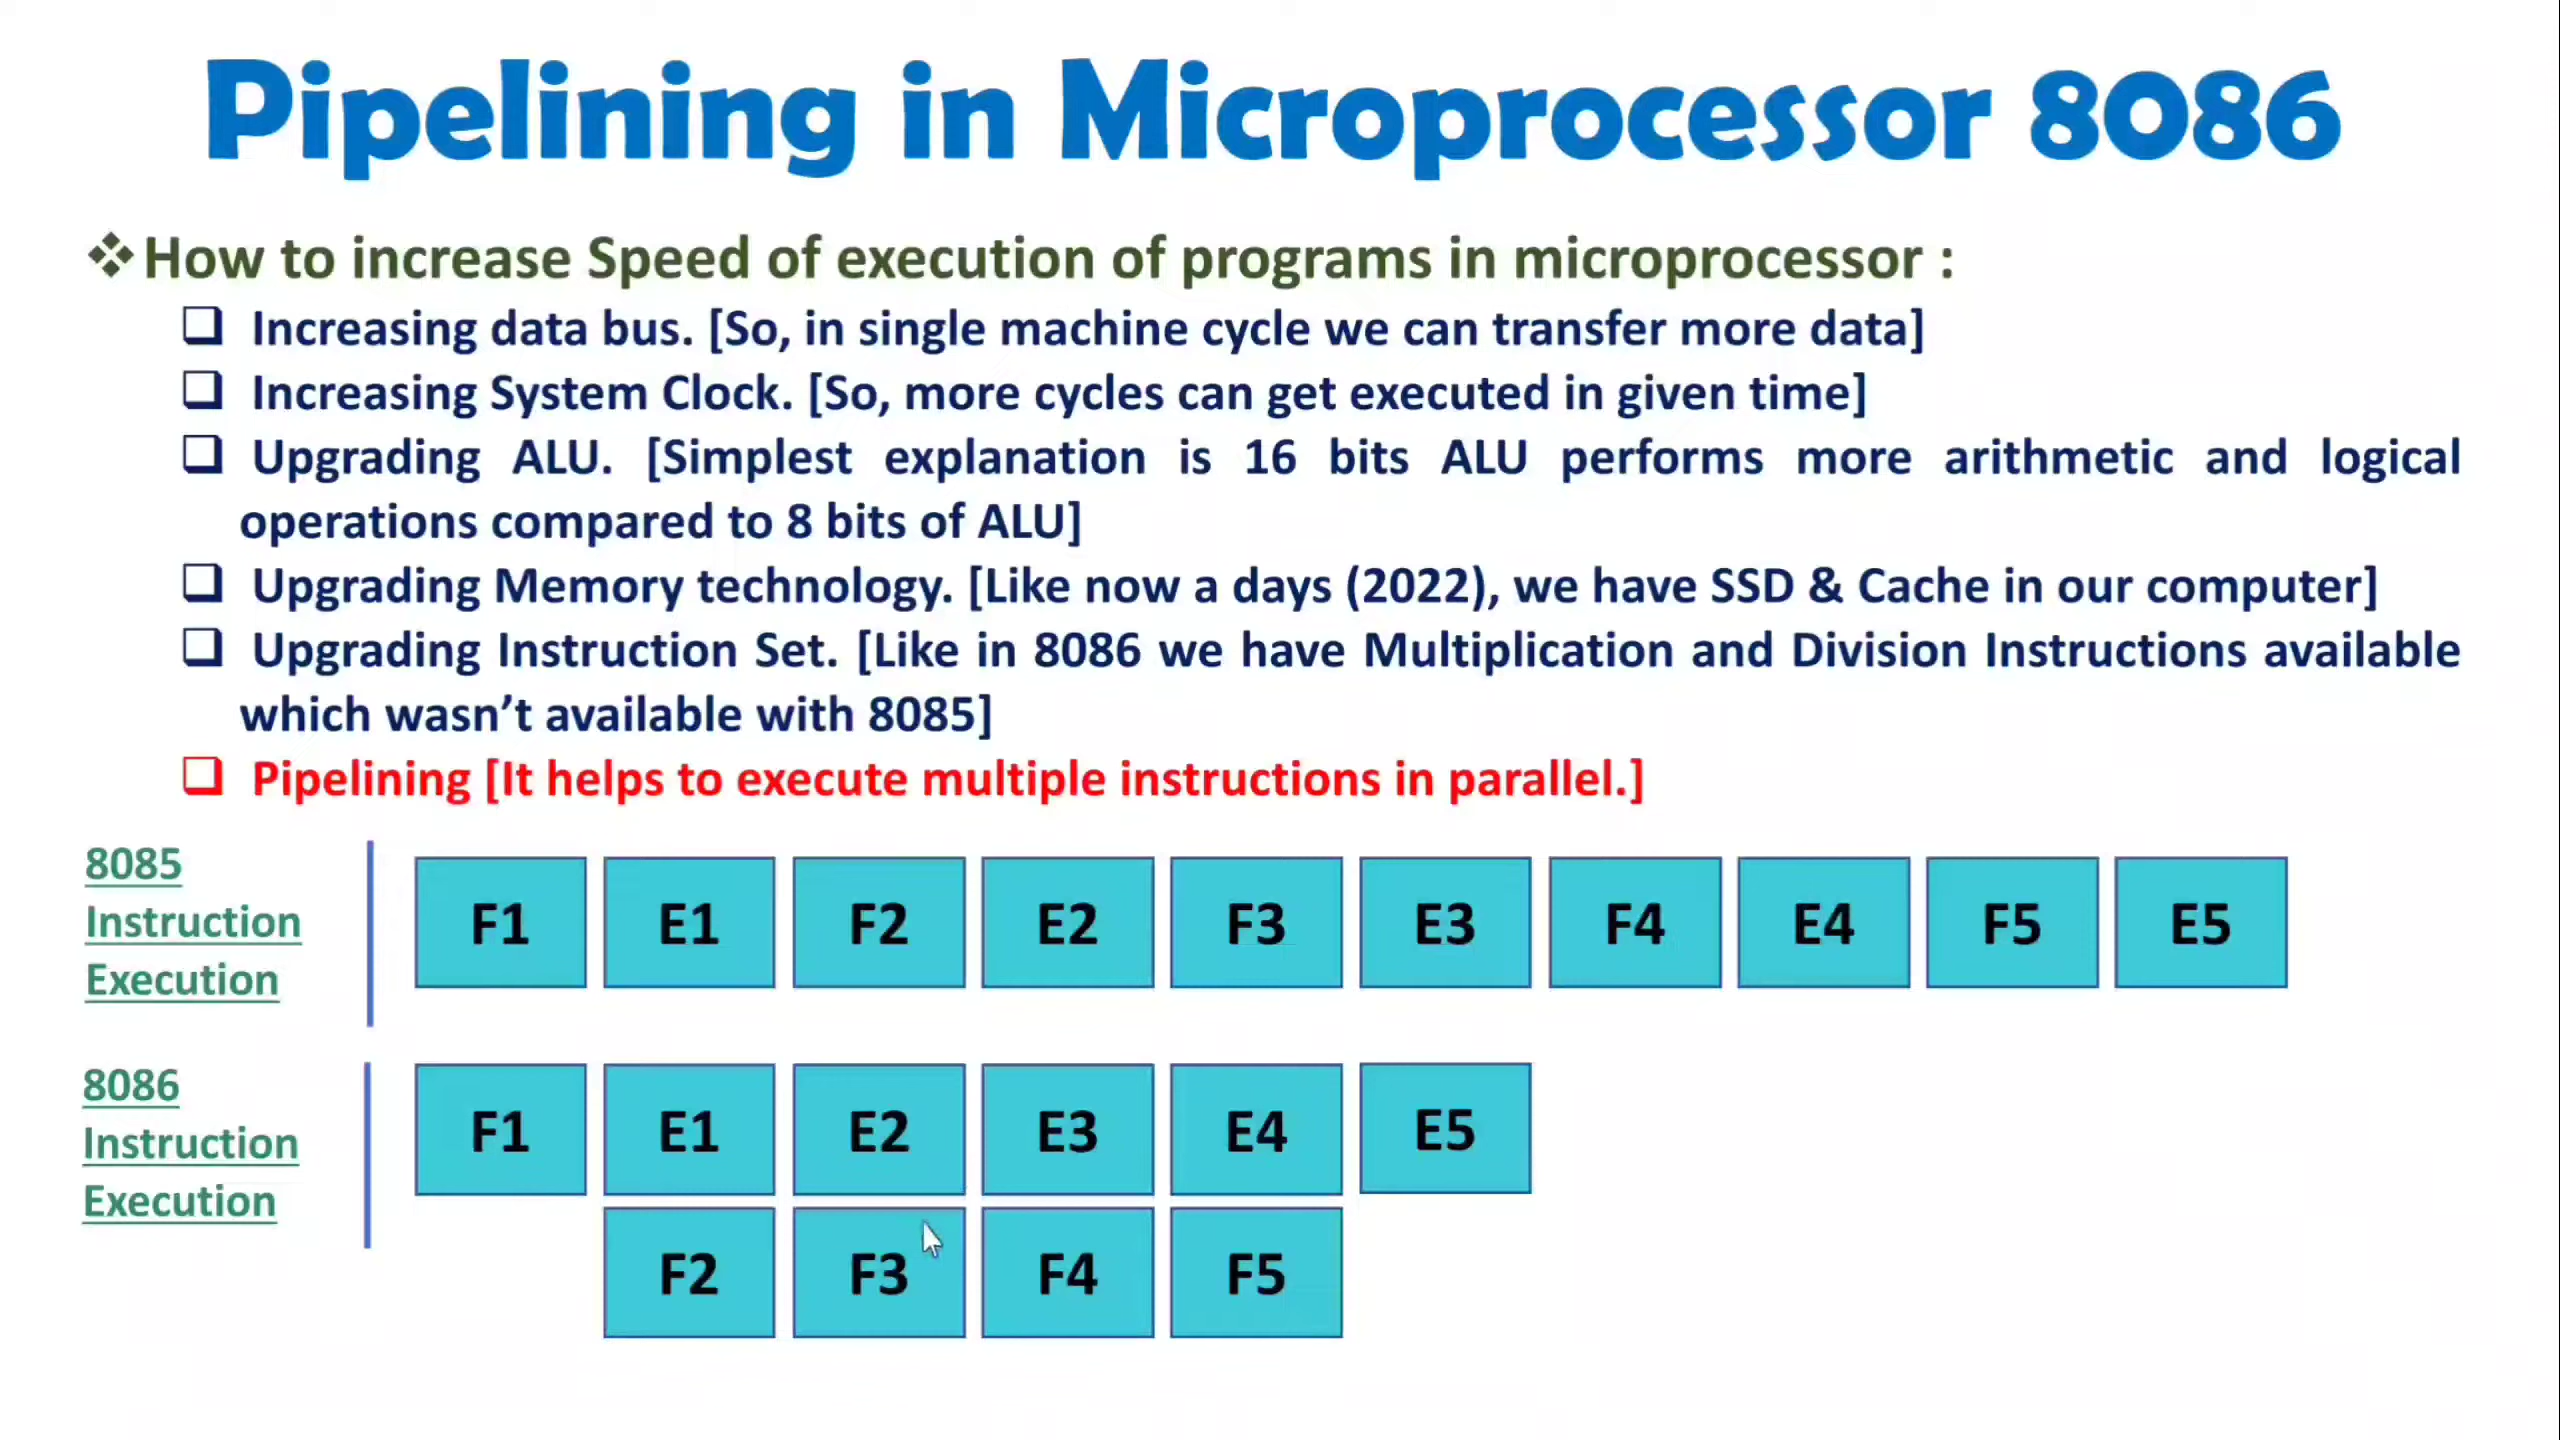 Pipelining in Microprocessor 8086
❖How to increase Speed of execution of programs in microprocessor :
❑ Increasing data bus. [So, in single machine cycle we can transfer more data]
❑ Increasing System Clock. [So, more cycles can get executed in given time]
❑ Upgrading ALU. [Simplest explanation is 16 bits ALU performs more arithmetic and logical
operations compared to 8 bits of ALU]
❑ Upgrading Memory technology. [Like now a days (2022), we have SSD & Cache in our computer]
❑ Upgrading Instruction Set. [Like in 8086 we have Multiplication and Division Instructions available
which wasn't available with 8085]
❑ Pipelining [It helps to execute multiple instructions in parallel.]
8085
Instruction
Execution
F1 E1 F2 E2 F3 E3 F4 E4 F5 E5
8086
Instruction
Execution
F1 E1 E2 E3 E4 E5
F2 F3 F4 F5